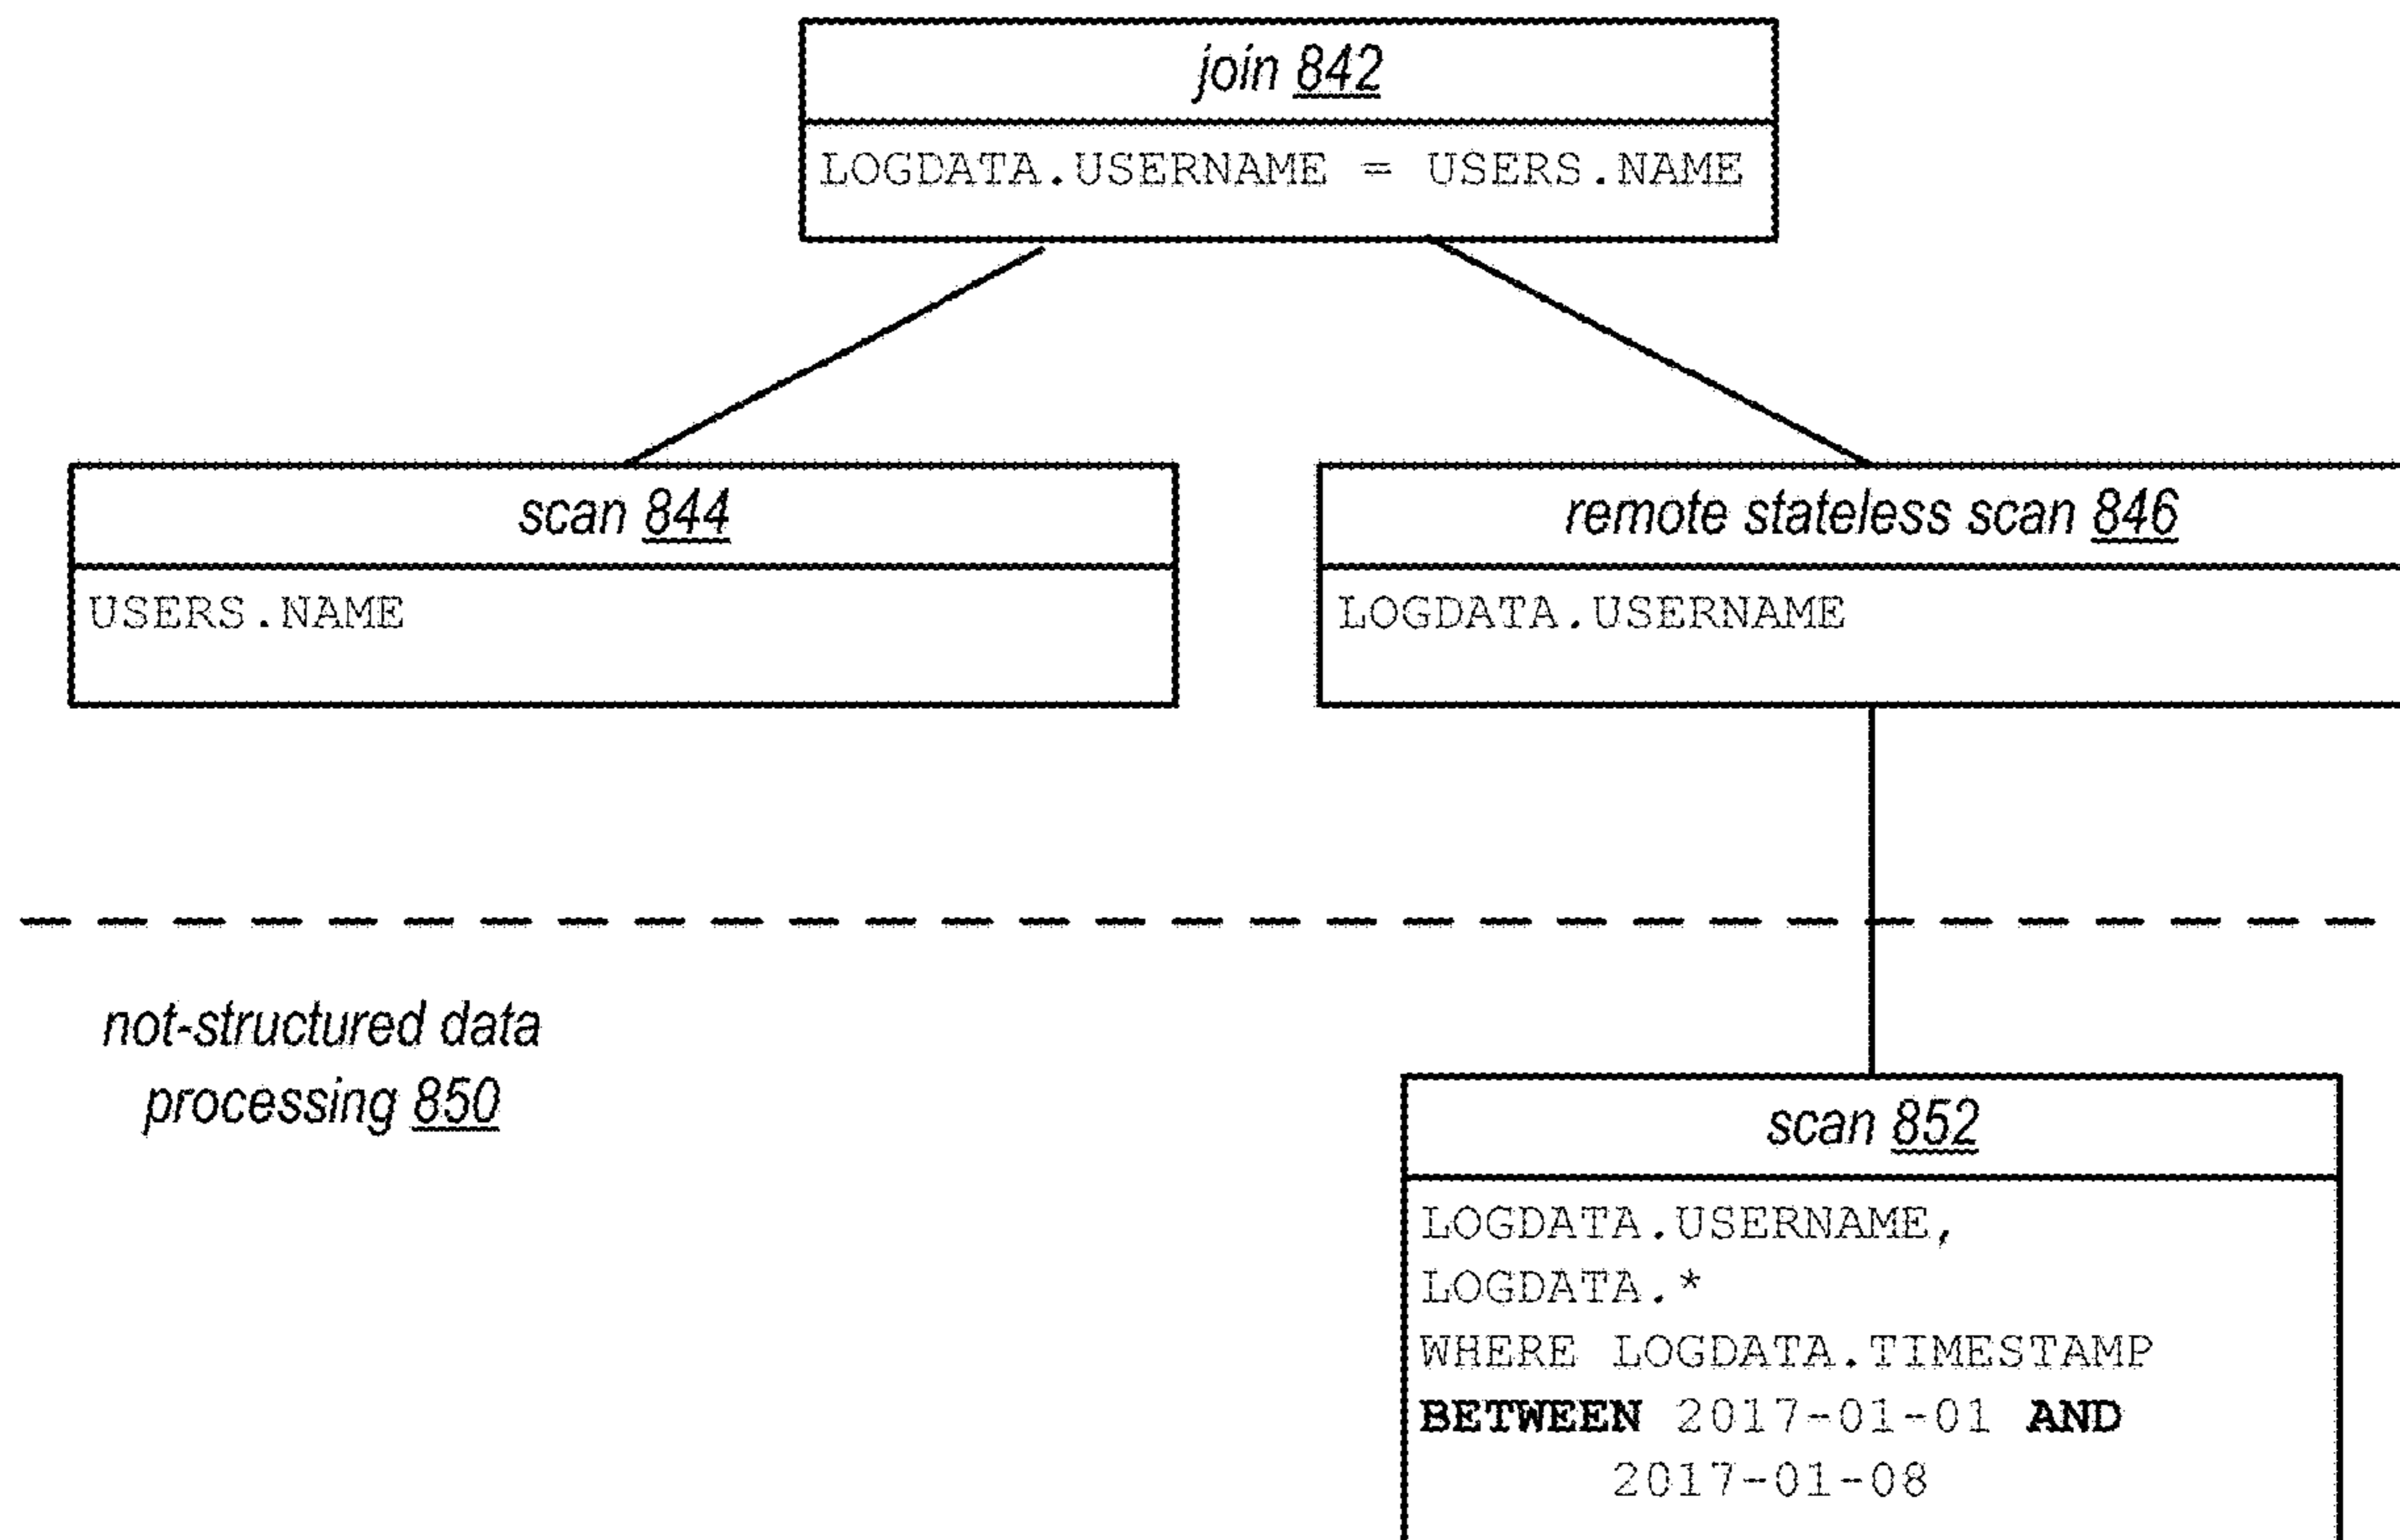 join 842
LOGDATA.USERNAME = USERS.NAME
scan 844
USERS.NAME
remote stateless scan 846
LOGDATA.USERNAME
not-structured data
processing 850
scan 852
LOGDATA.USERNAME,
LOGDATA.*
WHERE LOGDATA.TIMESTAMP
BETWEEN 2017-01-01 AND
2017-01-08